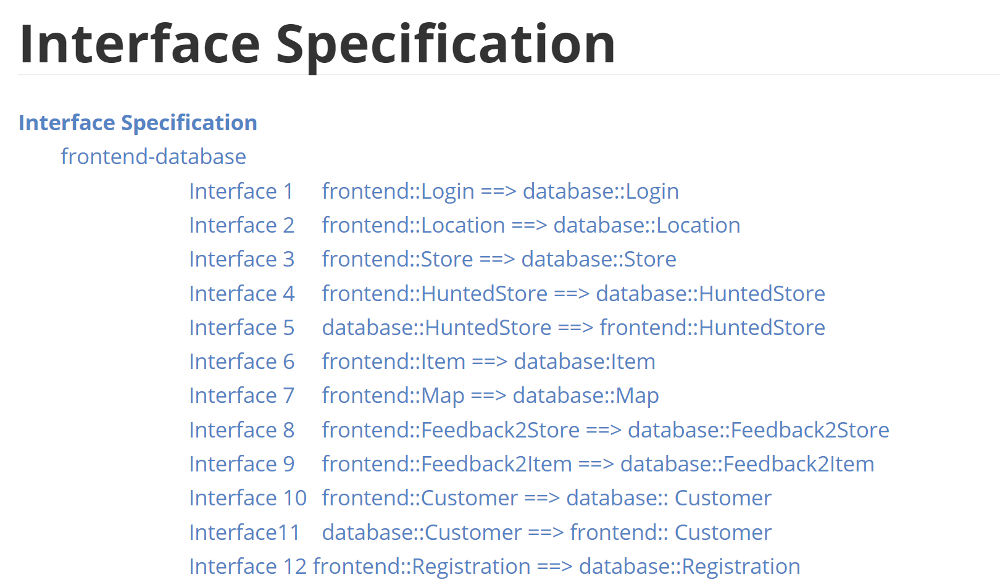 Interface Specification
Interface Specification
frontend-database
Interface 1 frontend::Login ==> database::Login
Interface 2 frontend::Location ==> database::Location
Interface 3 frontend::Store ==> database::Store
Interface 4 frontend::HuntedStore ==> database::HuntedStore
Interface 5 database::HuntedStore ==> frontend::HuntedStore
Interface 6 frontend::Item ==> database:Item
Interface 7 frontend::Map ==> database::Map
Interface 8 frontend::Feedback2Store ==> database::Feedback2Store
Interface 9 frontend::Feedback2Item ==> database::Feedback2Item
Interface 10 frontend::Customer ==> database:: Customer
Interface11 database::Customer ==> frontend:: Customer
Interface 12 frontend::Registration ==> database::Registration